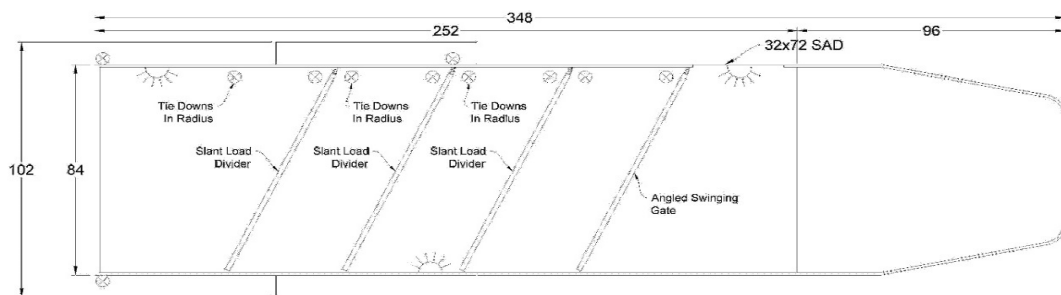 348
252
96
32x72 SAD
102
84
Tie Downs
In Radius
Tie Downs
In Radius
Tie Downs
In Radius
Slant Load
Divider
Slant Load
Divider
Slant Load
Divider
Angled Swinging
Gate